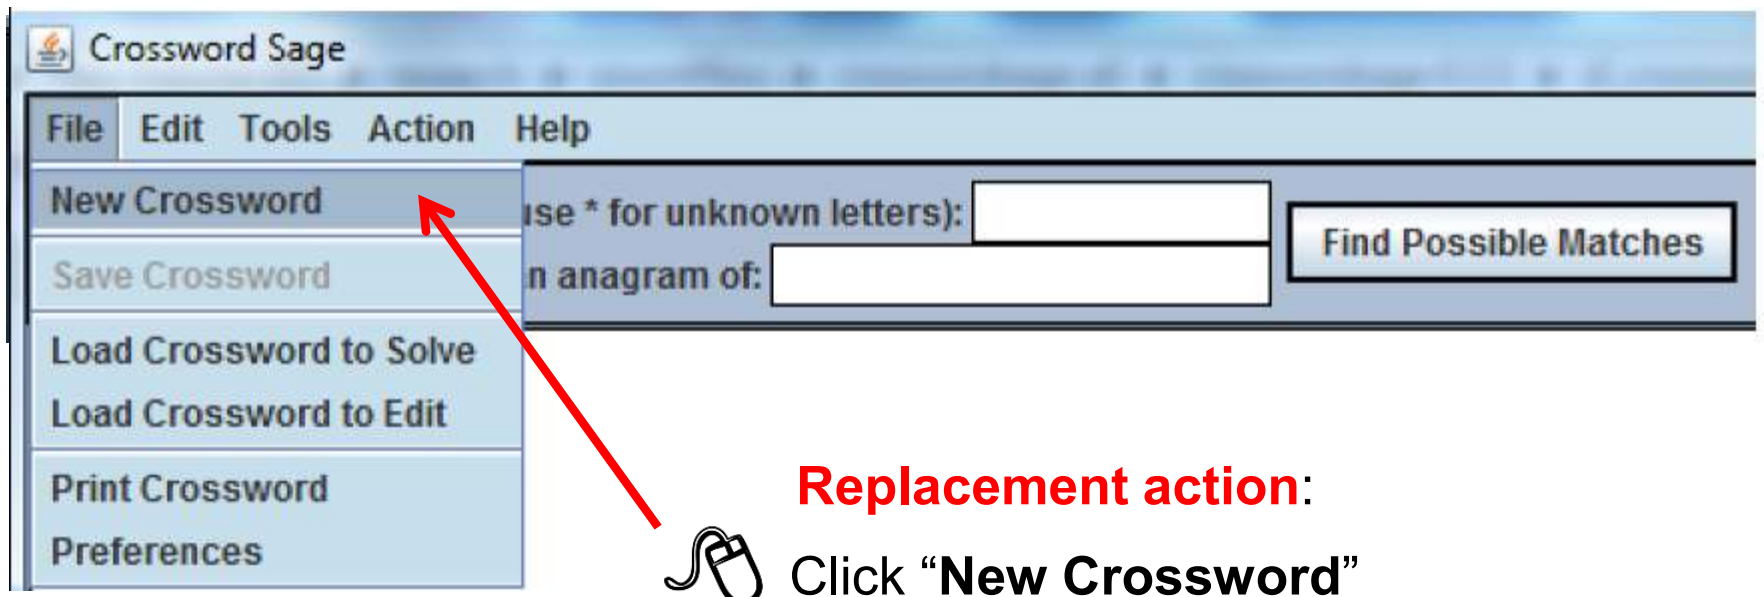 Crossword Sage
File Edit Tools Action Help
New Crossword
use * for unknown letters):
Find Possible Matches
Save Crossword
n anagram of:
Load Crossword to Solve
Load Crossword to Edit
Print Crossword
Replacement action:
Preferences
Click “New Crossword”